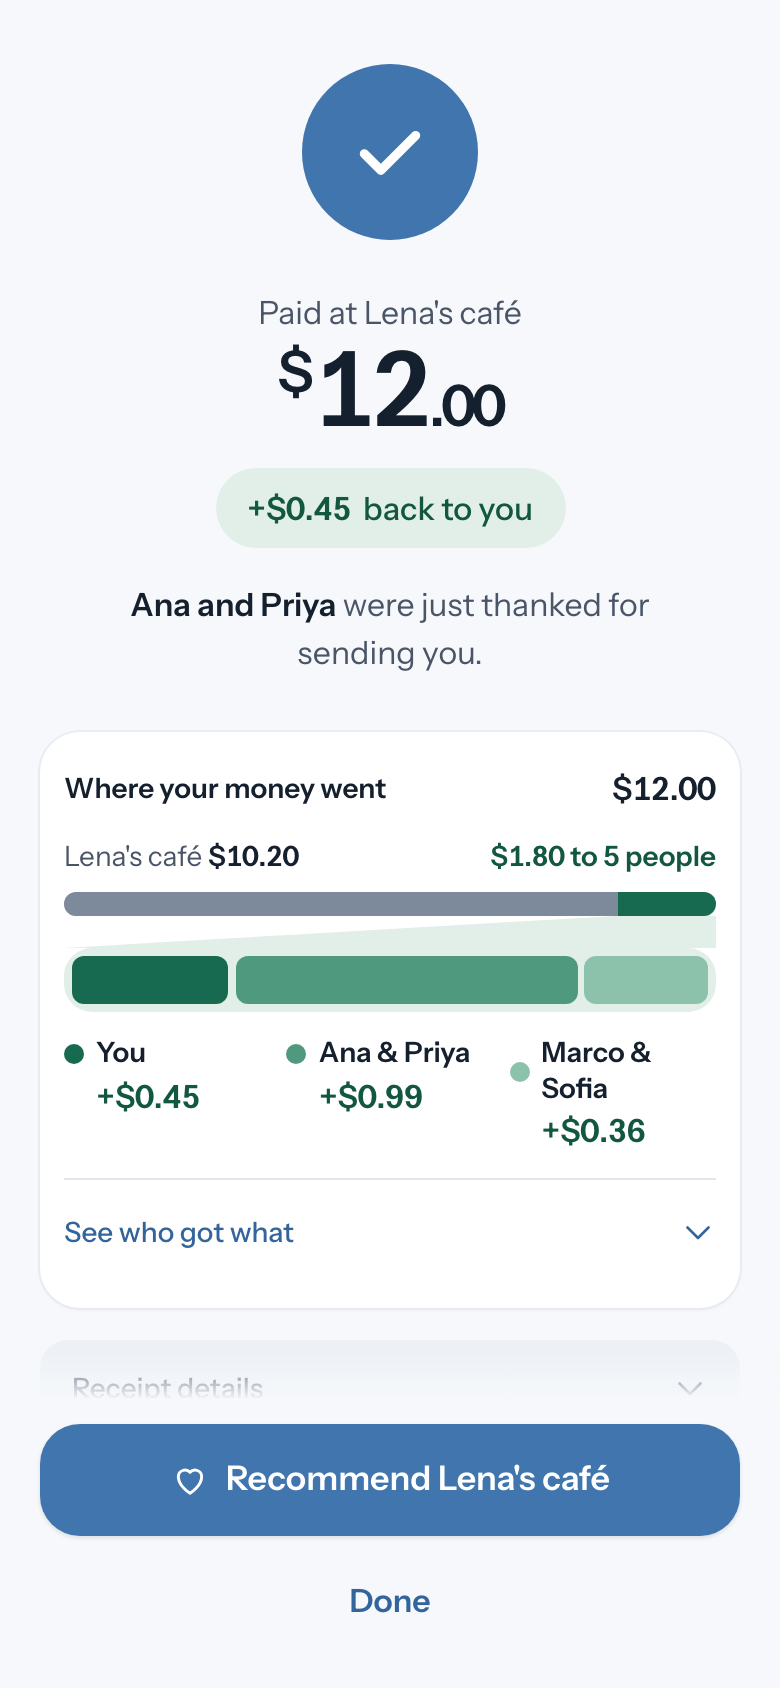 Paid at Lena's café
$12.00
+$0.45 back to you
Ana and Priya were just thanked for
sending you.
Where your money went $12.00
Lena's café $10.20 $1.80 to 5 people
You
+$0.45
Ana & Priya
+$0.99
Marco &
Sofia
+$0.36
See who got what
Receipt details
Recommend Lena's café
Done